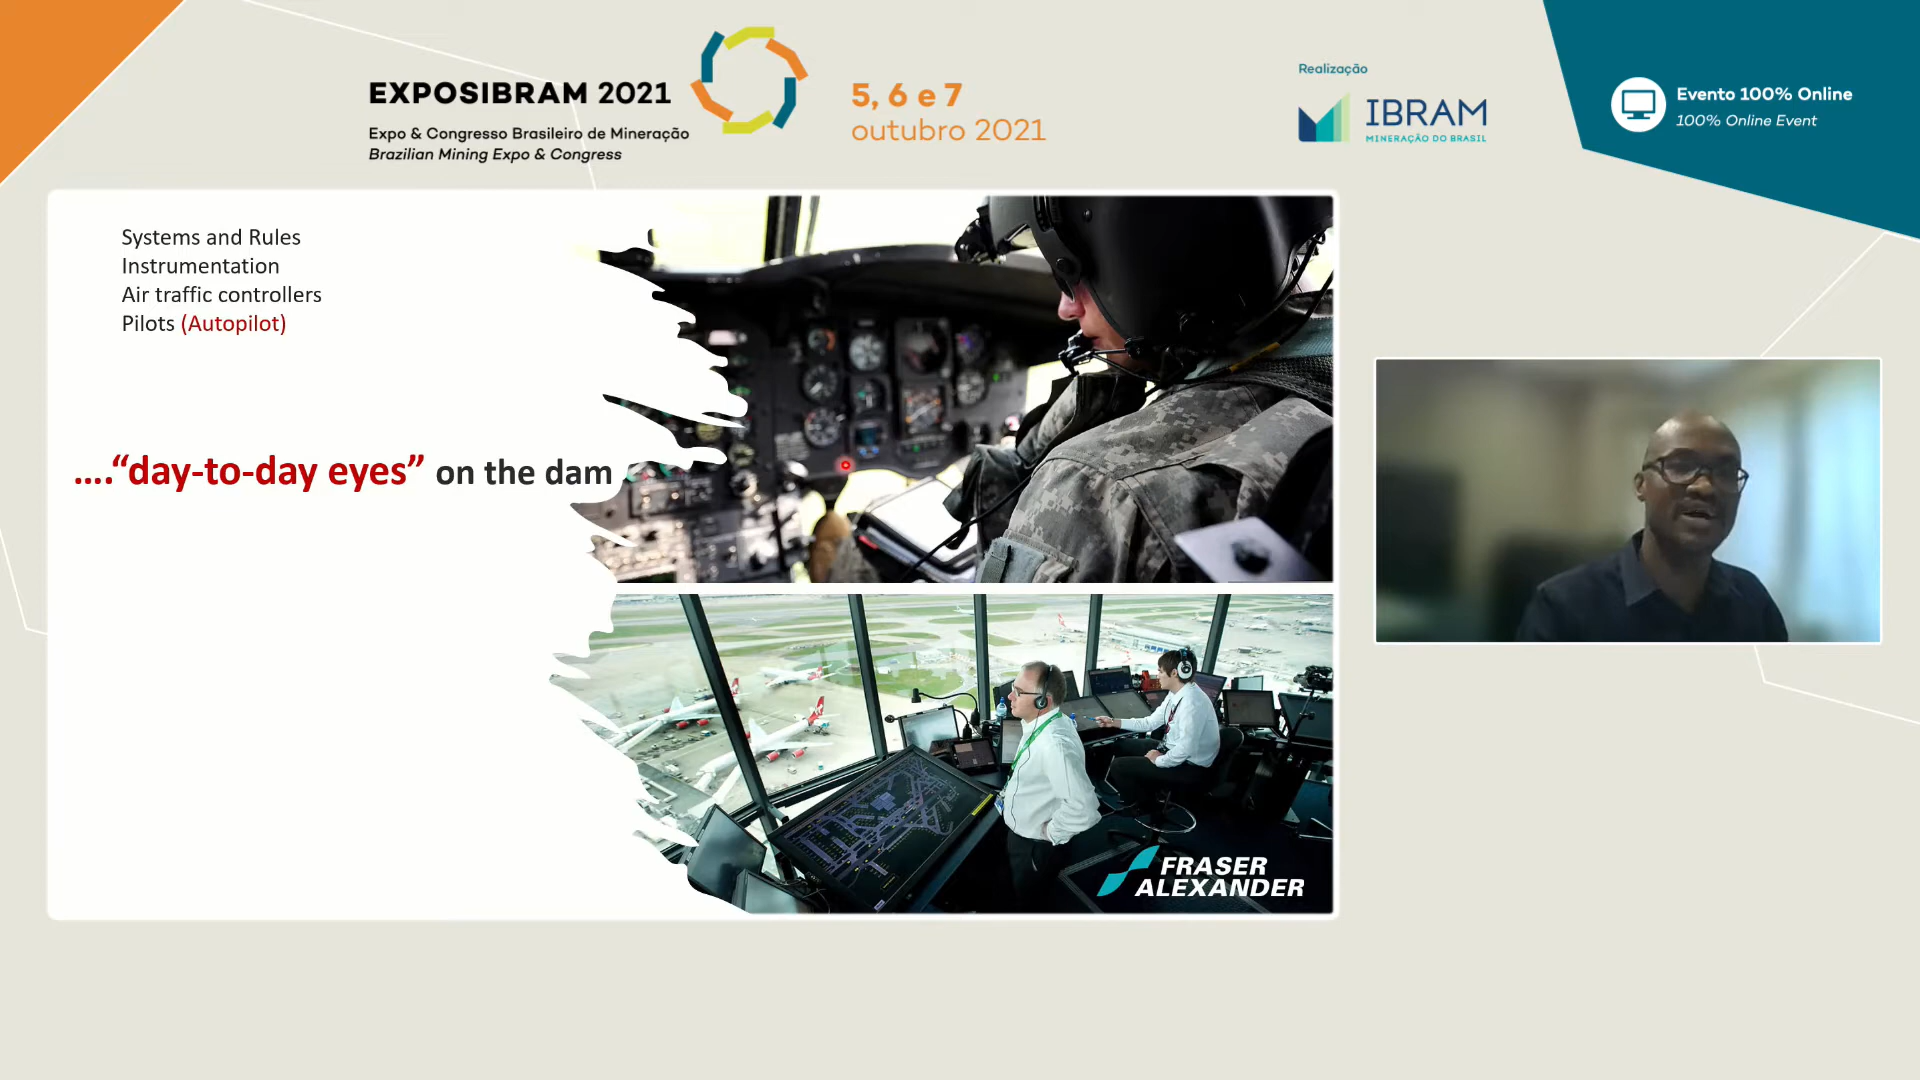 EXPOSIBRAM 2021
Expo & Congresso Brasileiro de Mineração
Brazilian Mining Expo & Congress
5, 6 e 7
outubro 2021
Realização
IBRAM
MINERAÇÃO DO BRASIL
Evento 100% Online
100% Online Event
Systems and Rules
Instrumentation
Air traffic controllers
Pilots (Autopilot)
...."day-to-day eyes" on the dam
FRASER
ALEXANDER